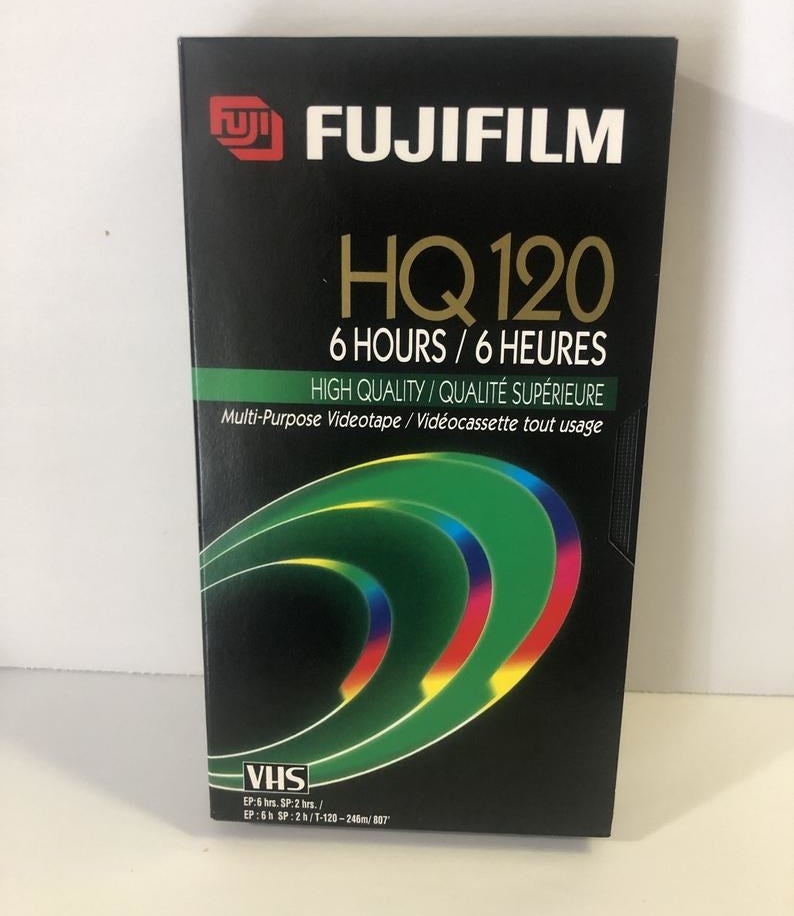 FUJI FUJIFILM
HQ 120
6 HOURS / 6 HEURES
HIGH QUALITY / QUALITÉ SUPÉRIEURE
Multi-Purpose Videotape / Vidéocassette tout usage
VHS
EP: 6 hrs. SP: 2 hrs. /
EP : 6 h SP : 2 h / T-120 – 246m/ 807'